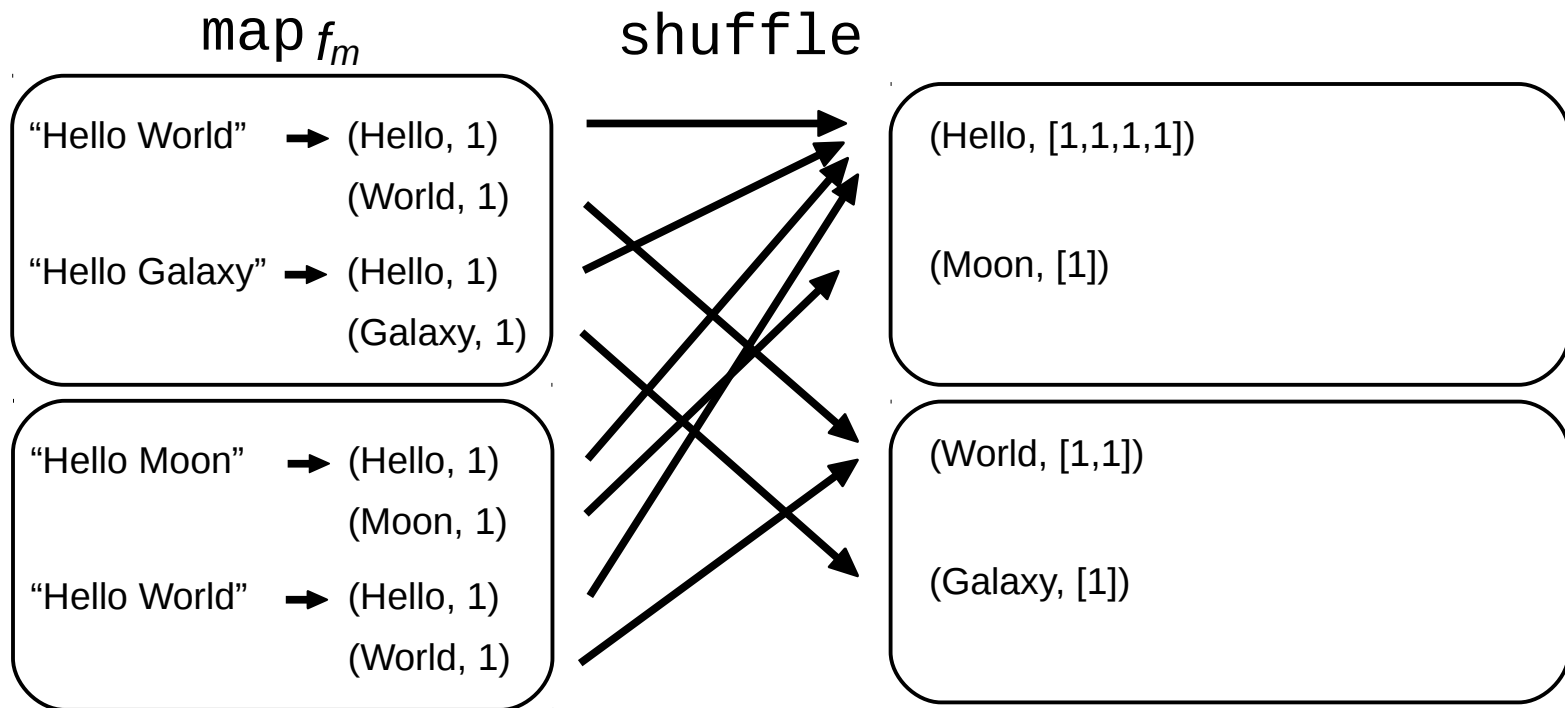 map fm
shuffle
“Hello World” (Hello, 1)
(World, 1)
“Hello Galaxy” (Hello, 1)
(Galaxy, 1)
“Hello Moon” (Hello, 1)
(Moon, 1)
“Hello World” (Hello, 1)
(World, 1)
(Hello, [1,1,1,1])
(Moon, [1])
(World, [1,1])
(Galaxy, [1])